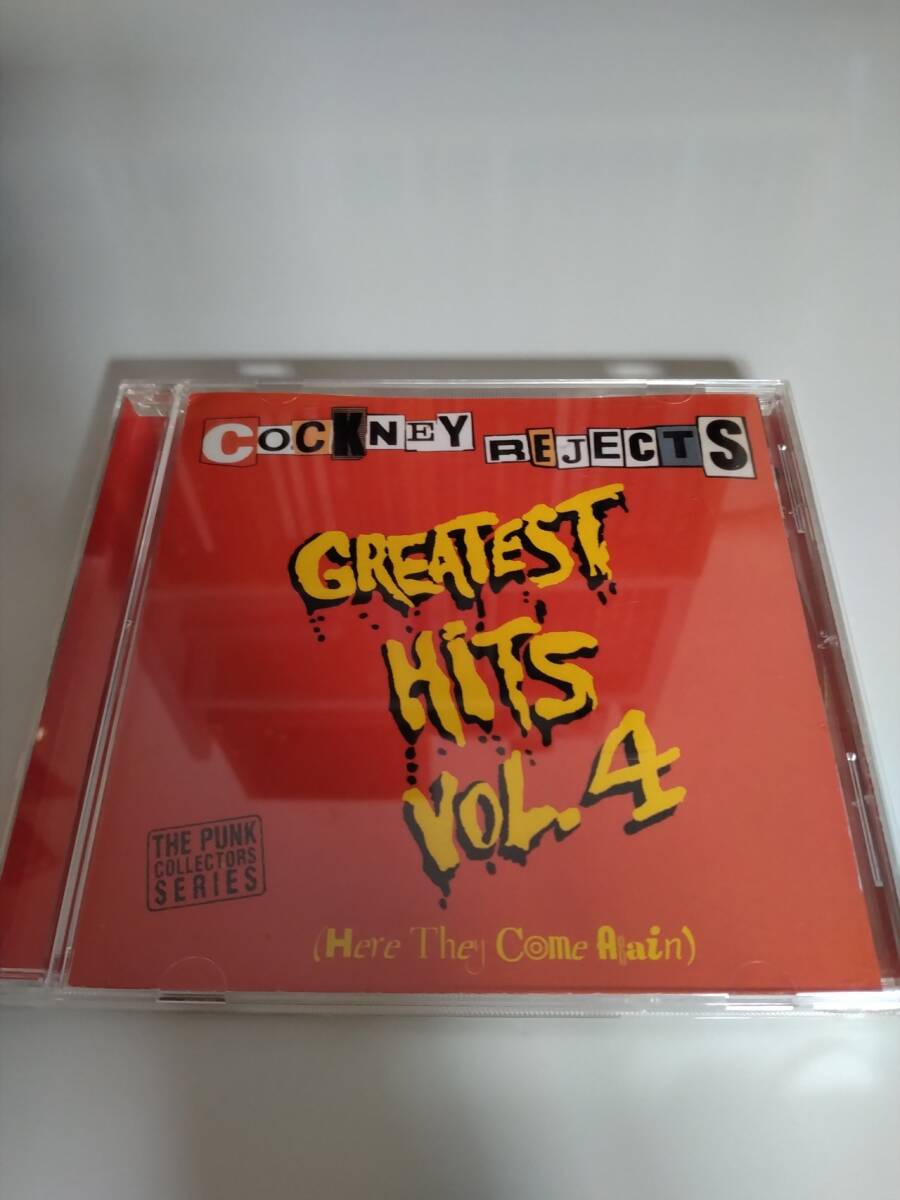 COCKNEY REJECTS
GREATEST
HiTS
VOL. 4
THE PUNK
COLLECTORS
SERIES
(Here They Come Again)